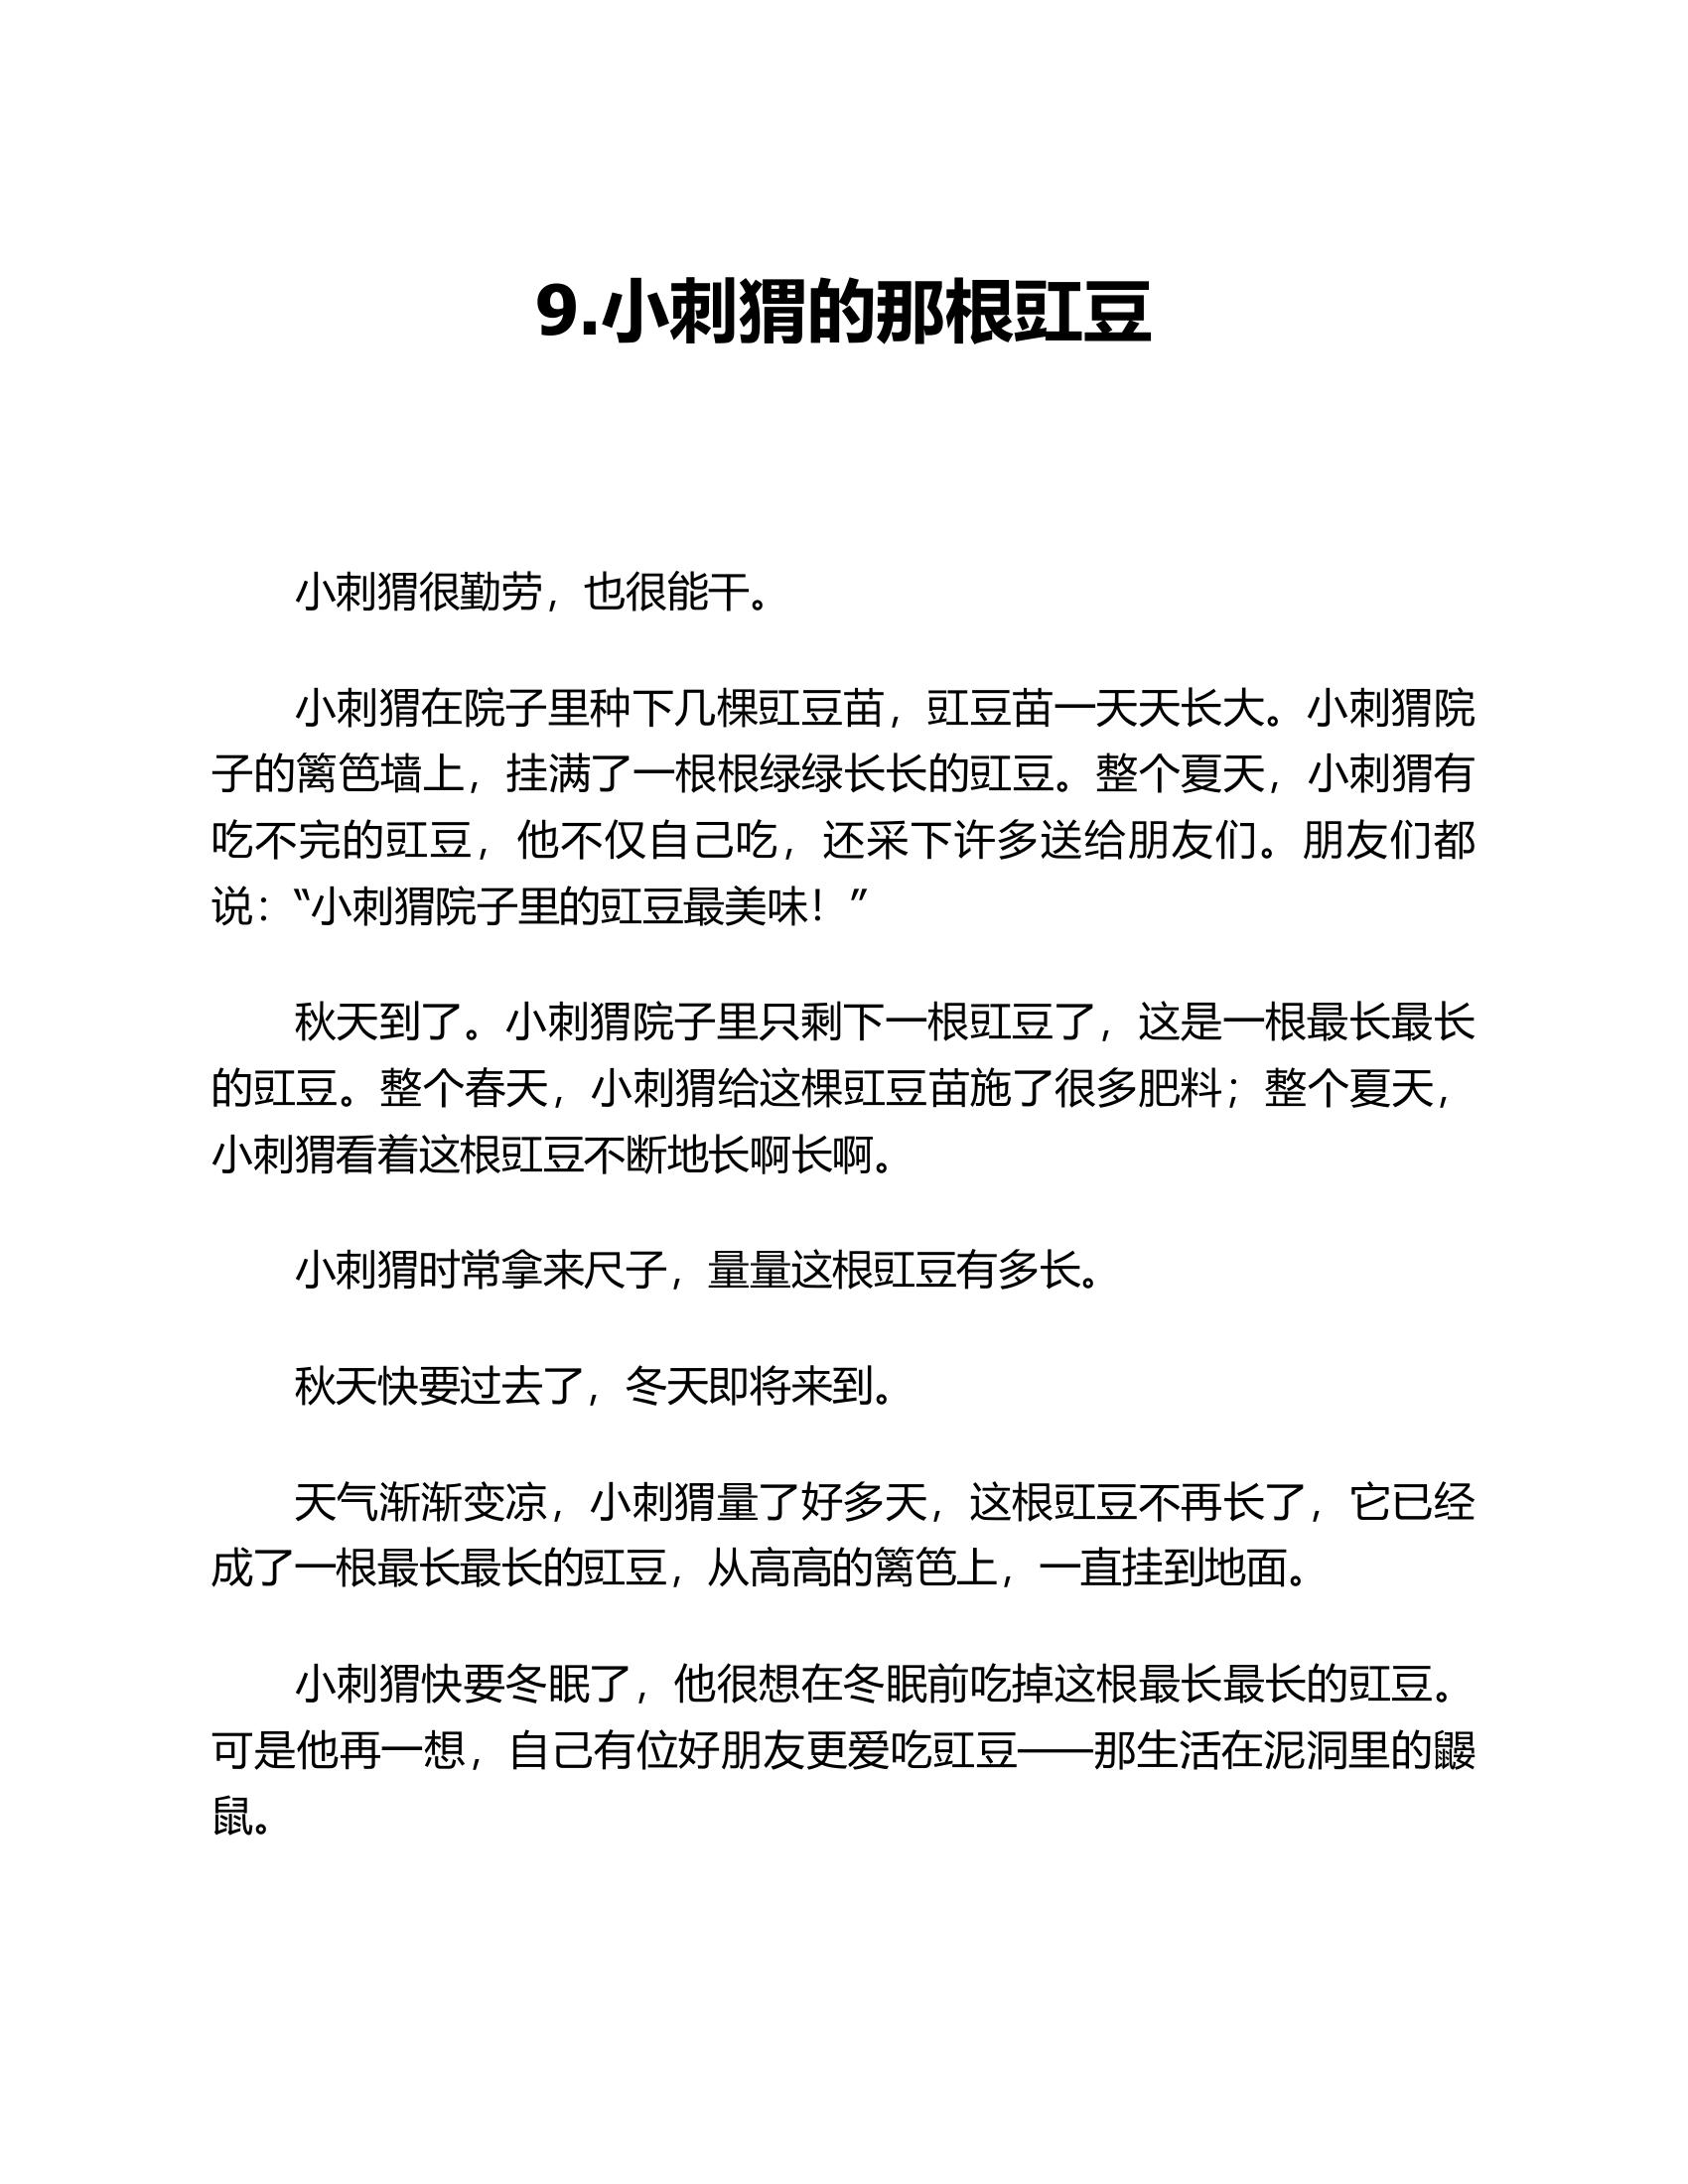 9.小刺猬的那根豇豆
小刺猬很勤劳，也很能干。
小刺猬在院子里种下几棵豇豆苗，豇豆苗一天天长大。小刺猬院
子的篱笆墙上，挂满了一根根绿绿长长的豇豆。整个夏天，小刺猬有
吃不完的豇豆，他不仅自己吃，还采下许多送给朋友们。朋友们都
说：“小刺猬院子里的豇豆最美味！”
秋天到了。小刺猬院子里只剩下一根豇豆了，这是一根最长最长
的豇豆。整个春天，小刺猬给这棵豇豆苗施了很多肥料；整个夏天，
小刺猬看着这根豇豆不断地长啊长啊。
小刺猬时常拿来尺子，量量这根豇豆有多长。
秋天快要过去了，冬天即将来到。
天气渐渐变凉，小刺猬量了好多天，这根豇豆不再长了，它已经
成了一根最长最长的豇豆，从高高的篱笆上，一直挂到地面。
小刺猬快要冬眠了，他很想在冬眠前吃掉这根最长最长的豇豆。
可是他再一想，自己有位好朋友更爱吃豇豆——那生活在泥洞里的鼹
鼠。